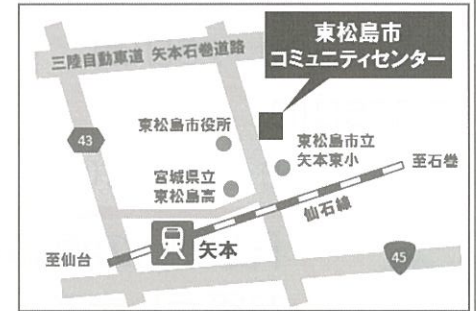 東松島市
コミュニティセンター
三陸自動車道 矢本石巻道路
43
東松島市役所
東松島市立
矢本東小
至石巻
宮城県立
東松島高
仙石線
矢本
至仙台
45